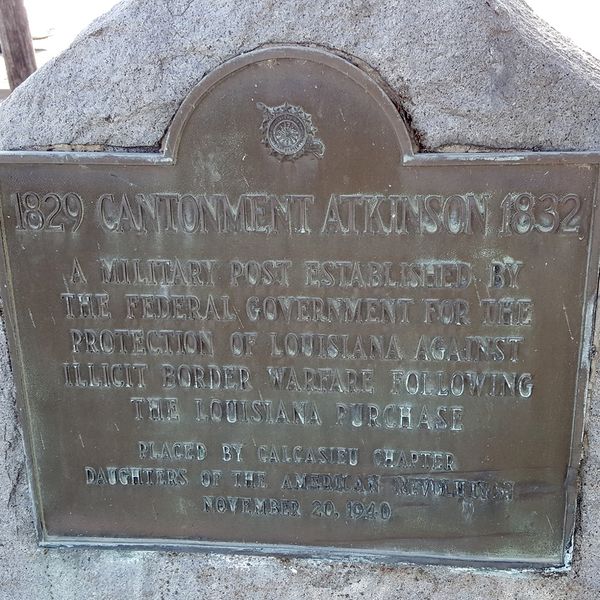 1829 CANTONMENT ATKINSON 1832
A MILITARY POST ESTABLISHED BY
THE FEDERAL GOVERNMENT FOR THE
PROTECTION OF LOUISIANA AGAINST
ILLICIT BORDER WARFARE FOLLOWING
THE LOUISIANA PURCHASE
PLACED BY CALCASIEU CHAPTER
DAUGHTERS OF THE AMERICAN REVOLUTION
NOVEMBER 20, 1940